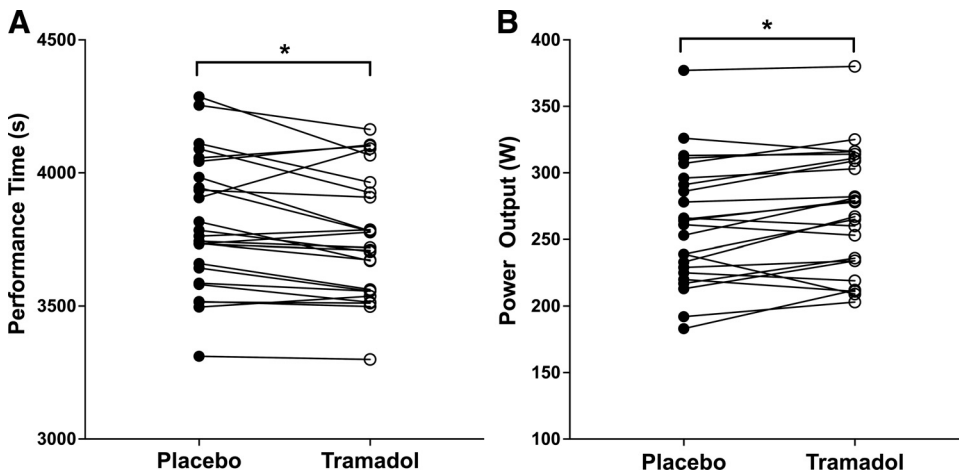 A
Performance Time (s)
4500
4000
3500
3000
*
Placebo
Tramadol
B
Power Output (W)
400
350
300
250
200
150
100
*
Placebo
Tramadol